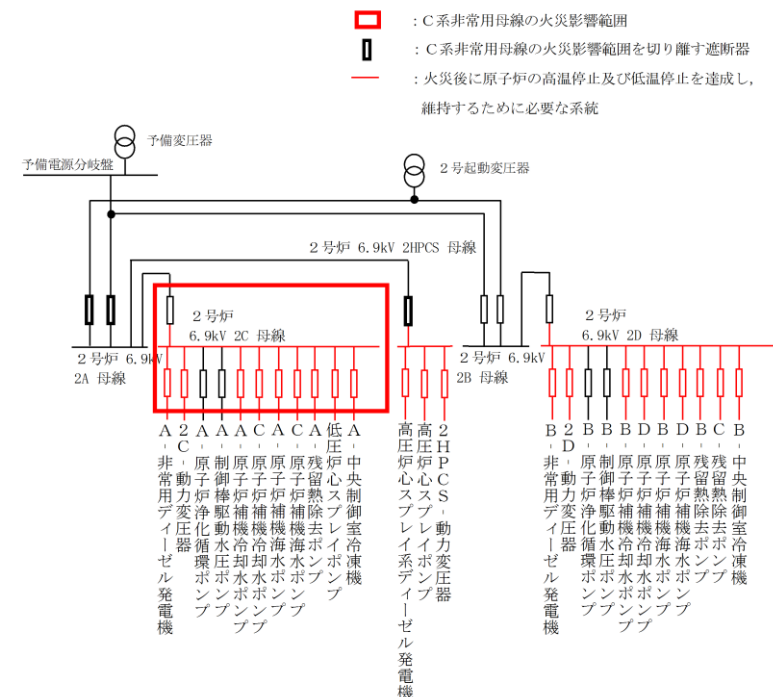 ：Ｃ系非常用母線の火災影響範囲
：Ｃ系非常用母線の火災影響範囲を切り離す遮断器
：火災後に原子炉の高温停止及び低温停止を達成し，
維持するために必要な系統
予備変圧器
予備電源分岐盤
２号起動変圧器
２号炉 6.9kV 2HPCS 母線
２号炉
6.9kV 2C 母線
２号炉 6.9kV
2A 母線
２号炉 6.9kV
2B 母線
２号炉
6.9kV 2D 母線
Ａ-非常用ディーゼル発電機
２Ｃ-動力変圧器
Ａ-原子炉浄化循環ポンプ
Ａ-制御棒駆動水圧ポンプ
Ａ-原子炉補機冷却水ポンプ
Ｃ-原子炉補機冷却水ポンプ
Ａ-原子炉補機海水ポンプ
Ｃ-原子炉補機海水ポンプ
Ａ-残留熱除去ポンプ
低圧炉心スプレイポンプ
Ａ-中央制御室冷凍機
高圧炉心スプレイ系ディーゼル発電機
高圧炉心スプレイポンプ
２ＨＰＣＳ-動力変圧器
Ｂ-非常用ディーゼル発電機
２Ｄ-動力変圧器
Ｂ-原子炉浄化循環ポンプ
Ｂ-制御棒駆動水圧ポンプ
Ｂ-原子炉補機冷却水ポンプ
Ｄ-原子炉補機冷却水ポンプ
Ｂ-原子炉補機海水ポンプ
Ｄ-原子炉補機海水ポンプ
Ｂ-残留熱除去ポンプ
Ｃ-残留熱除去ポンプ
Ｂ-中央制御室冷凍機